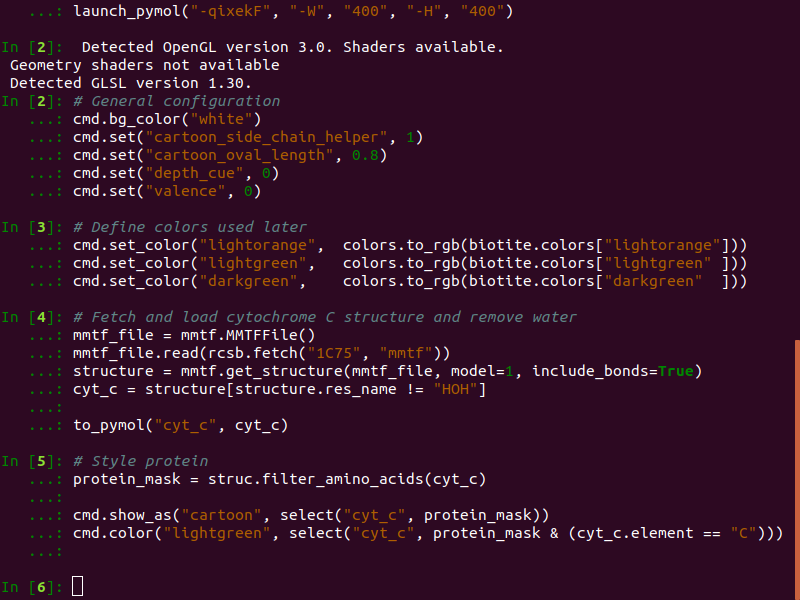 ...: launch_pymol("-qixekF", "-W", "400", "-H", "400")
In [2]:  Detected OpenGL version 3.0. Shaders available.
Geometry shaders not available
Detected GLSL version 1.30.
In [2]: # General configuration
...: cmd.bg_color("white")
...: cmd.set("cartoon_side_chain_helper", 1)
...: cmd.set("cartoon_oval_length", 0.8)
...: cmd.set("depth_cue", 0)
...: cmd.set("valence", 0)
In [3]: # Define colors used later
...: cmd.set_color("lightorange",  colors.to_rgb(biotite.colors["lightorange"]))
...: cmd.set_color("lightgreen",   colors.to_rgb(biotite.colors["lightgreen" ]))
...: cmd.set_color("darkgreen",    colors.to_rgb(biotite.colors["darkgreen"  ]))
In [4]: # Fetch and load cytochrome C structure and remove water
...: mmtf_file = mmtf.MMTFFile()
...: mmtf_file.read(rcsb.fetch("1C75", "mmtf"))
...: structure = mmtf.get_structure(mmtf_file, model=1, include_bonds=True)
...: cyt_c = structure[structure.res_name != "HOH"]
...:
...: to_pymol("cyt_c", cyt_c)
In [5]: # Style protein
...: protein_mask = struc.filter_amino_acids(cyt_c)
...:
...: cmd.show_as("cartoon", select("cyt_c", protein_mask))
...: cmd.color("lightgreen", select("cyt_c", protein_mask & (cyt_c.element == "C")))
...:
In [6]: